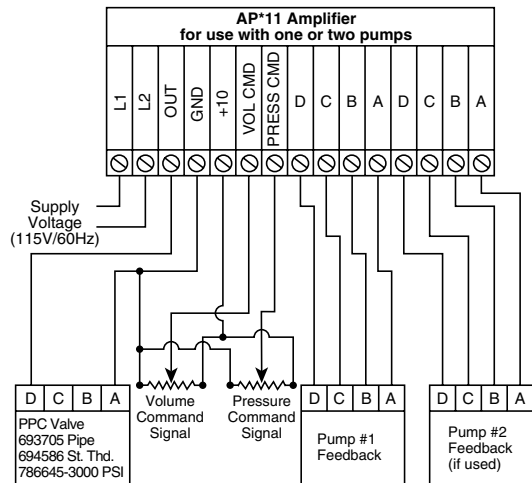 AP*11 Amplifier
for use with one or two pumps
L1 L2 OUT GND +10 VOL CMD PRESS CMD D C B A D C B A
Supply
Voltage
(115V/60Hz)
D C B A
PPC Valve
693705 Pipe
694586 St. Thd.
786645-3000 PSI
Volume
Command
Signal
Pressure
Command
Signal
D C B A
Pump #1
Feedback
D C B A
Pump #2
Feedback
(if used)